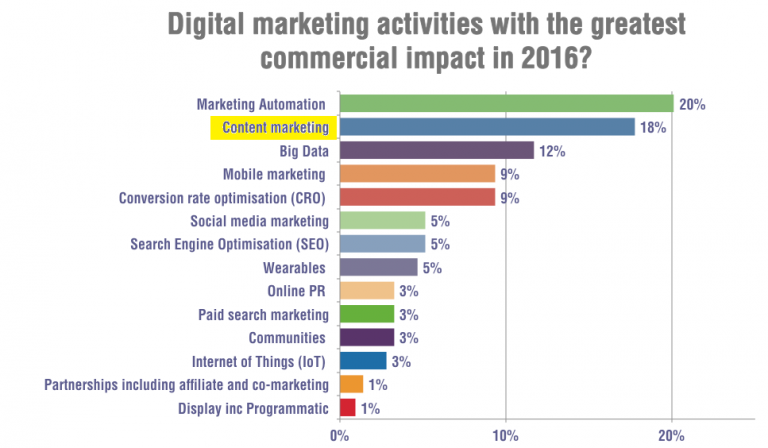 Digital marketing activities with the greatest
commercial impact in 2016?
Marketing Automation 20%
Content marketing 18%
Big Data 12%
Mobile marketing 9%
Conversion rate optimisation (CRO) 9%
Social media marketing 5%
Search Engine Optimisation (SEO) 5%
Wearables 5%
Online PR 3%
Paid search marketing 3%
Communities 3%
Internet of Things (IoT) 3%
Partnerships including affiliate and co-marketing 1%
Display inc Programmatic 1%
0% 10% 20%